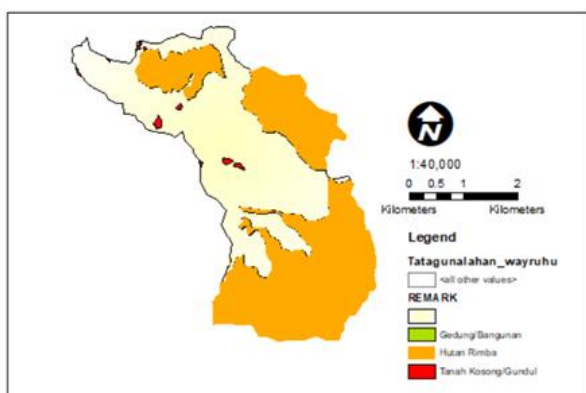 N
1:40,000
0 0.5 1 2
Kilometers Kilometers
Legend
Tatagunalahan_wayruhu
<all other values>
REMARK
Gedung/Bangunan
Hutan Rimba
Tanah Kosong/Gundul